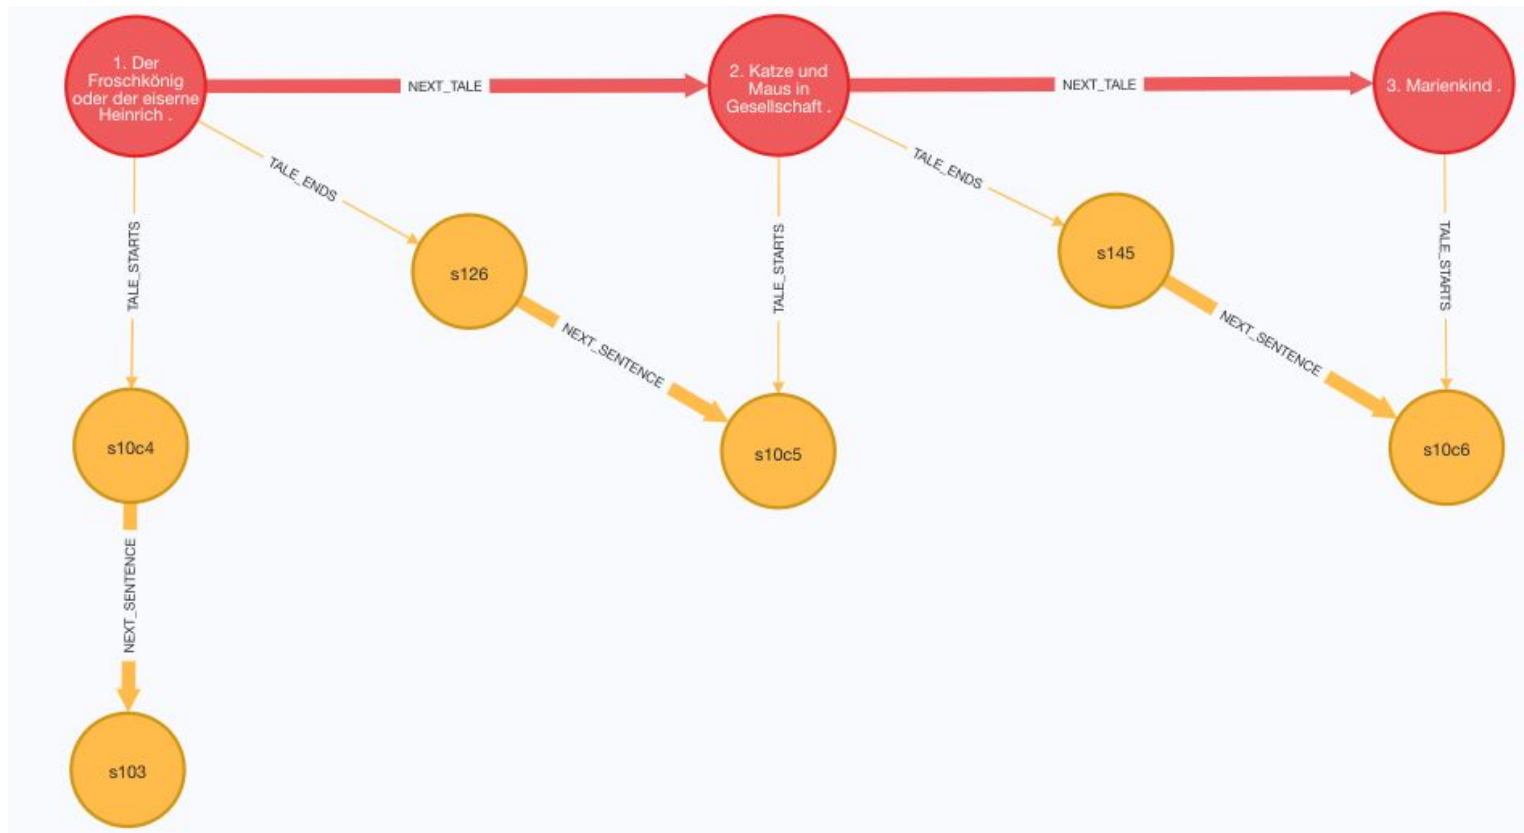 1. Der
Froschkönig
oder der eiserne
Heinrich .
NEXT_TALE
2. Katze und
Maus in
Gesellschaft .
NEXT_TALE
3. Marienkind .
TALE_ENDS
TALE_ENDS
TALE_STARTS
TALE_STARTS
TALE_STARTS
s126
s145
NEXT_SENTENCE
NEXT_SENTENCE
s10c4
s10c5
s10c6
NEXT_SENTENCE
s103